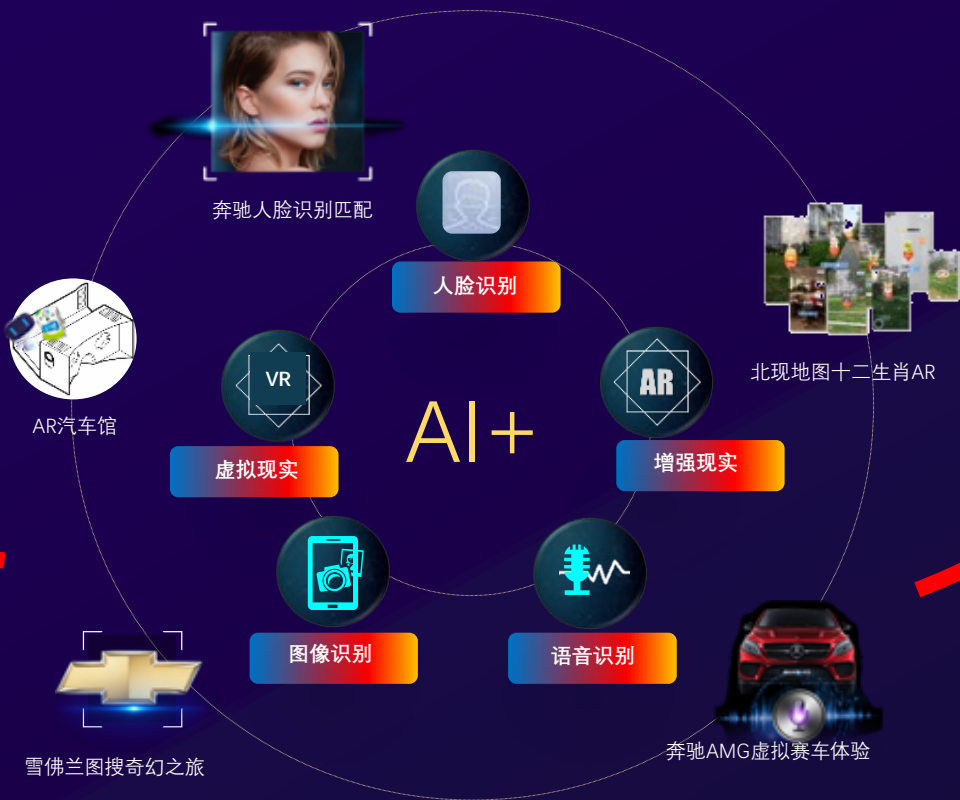 奔驰人脸识别匹配
人脸识别
北现地图十二生肖AR
AR汽车馆
VR
虚拟现实
AI+
AR
增强现实
图像识别
语音识别
雪佛兰图搜奇幻之旅
奔驰AMG虚拟赛车体验